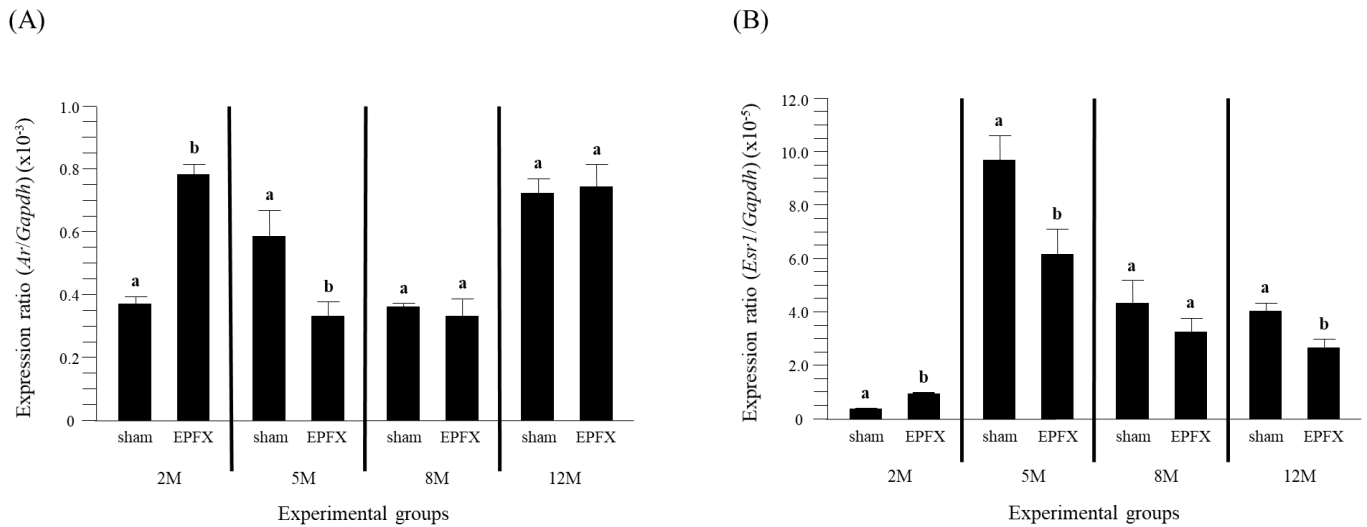 (A)
Expression ratio (Ar/Gapdh) (x10⁻³)
1.0
0.8
0.6
0.4
0.2
0
a
b
a
b
a
a
a
a
sham EPFX sham EPFX sham EPFX sham EPFX
2M 5M 8M 12M
Experimental groups
(B)
Expression ratio (Esr1/Gapdh) (x10⁻⁵)
12.0
10.0
8.0
6.0
4.0
2.0
0
a
b
a
b
a
a
a
b
sham EPFX sham EPFX sham EPFX sham EPFX
2M 5M 8M 12M
Experimental groups